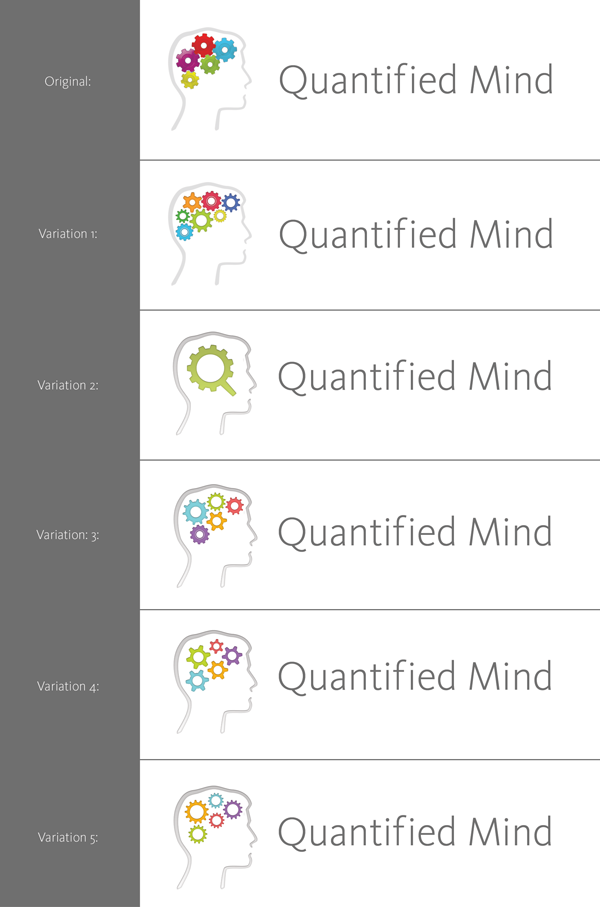 Original:
Quantified Mind
Variation 1:
Quantified Mind
Variation 2:
Quantified Mind
Variation: 3:
Quantified Mind
Variation 4:
Quantified Mind
Variation 5:
Quantified Mind